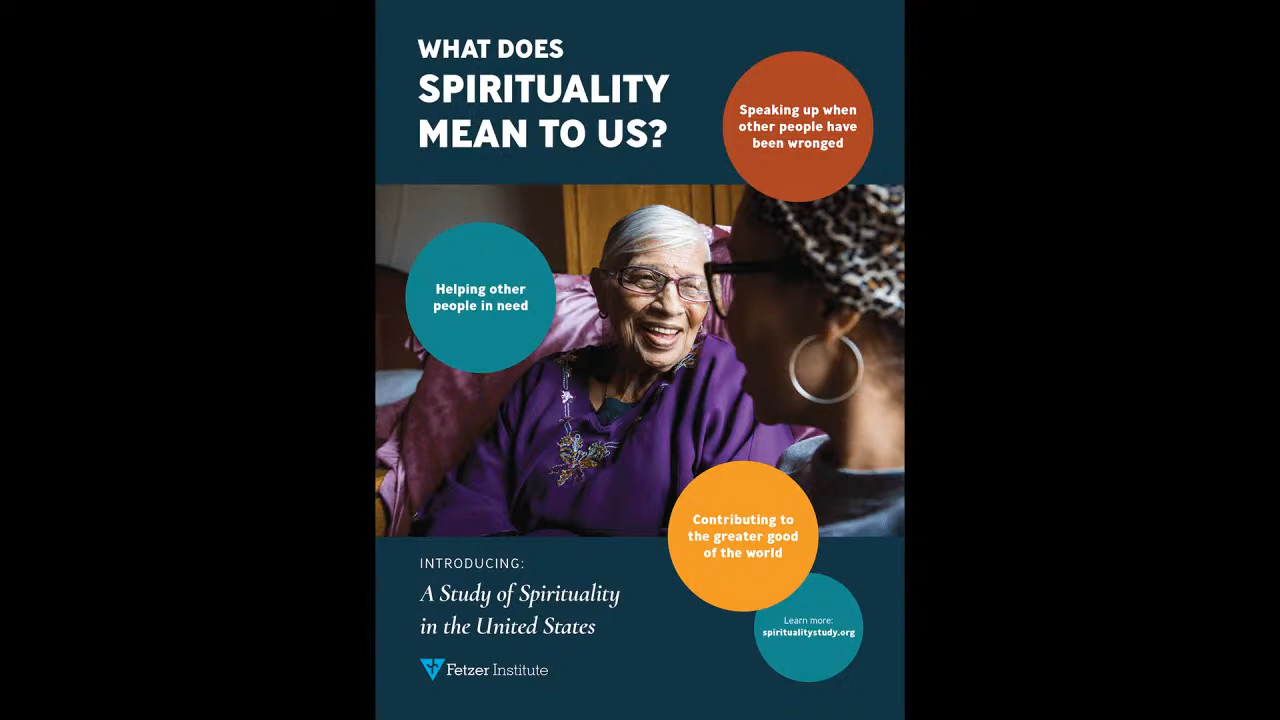 WHAT DOES
SPIRITUALITY
MEAN TO US?
Speaking up when
other people have
been wronged
Helping other
people in need
Contributing to
the greater good
of the world
INTRODUCING:
A Study of Spirituality
in the United States
Learn more:
spiritualitystudy.org
Fetzer Institute